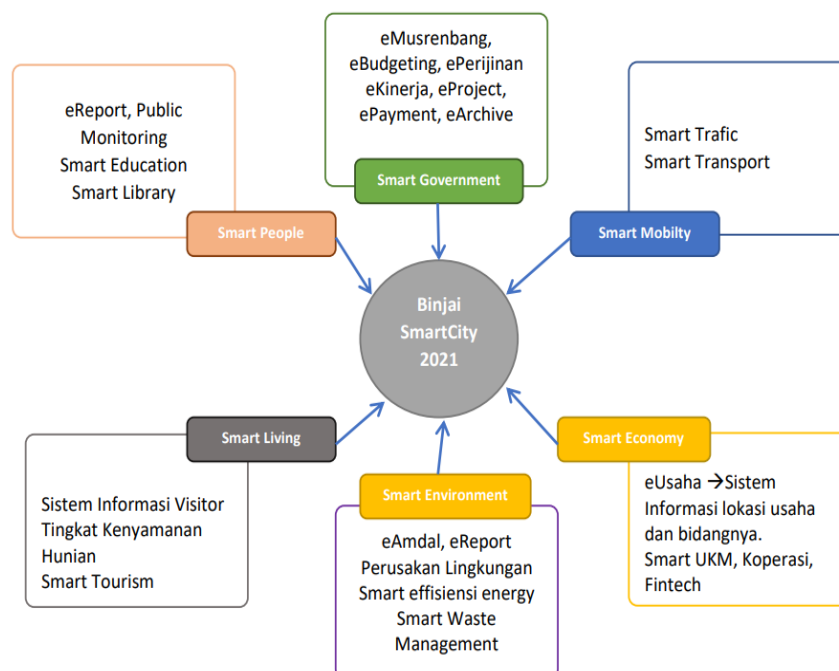 eMusrenbang,
eBudgeting, ePerijinan
eKinerja, eProject,
ePayment, eArchive
Smart Government
eReport, Public
Monitoring
Smart Education
Smart Library
Smart People
Smart Trafic
Smart Transport
Smart Mobilty
Binjai
SmartCity
2021
Smart Living
Sistem Informasi Visitor
Tingkat Kenyamanan
Hunian
Smart Tourism
Smart Environment
eAmdal, eReport
Perusakan Lingkungan
Smart effisiensi energy
Smart Waste
Management
Smart Economy
eUsaha →Sistem
Informasi lokasi usaha
dan bidangnya.
Smart UKM, Koperasi,
Fintech